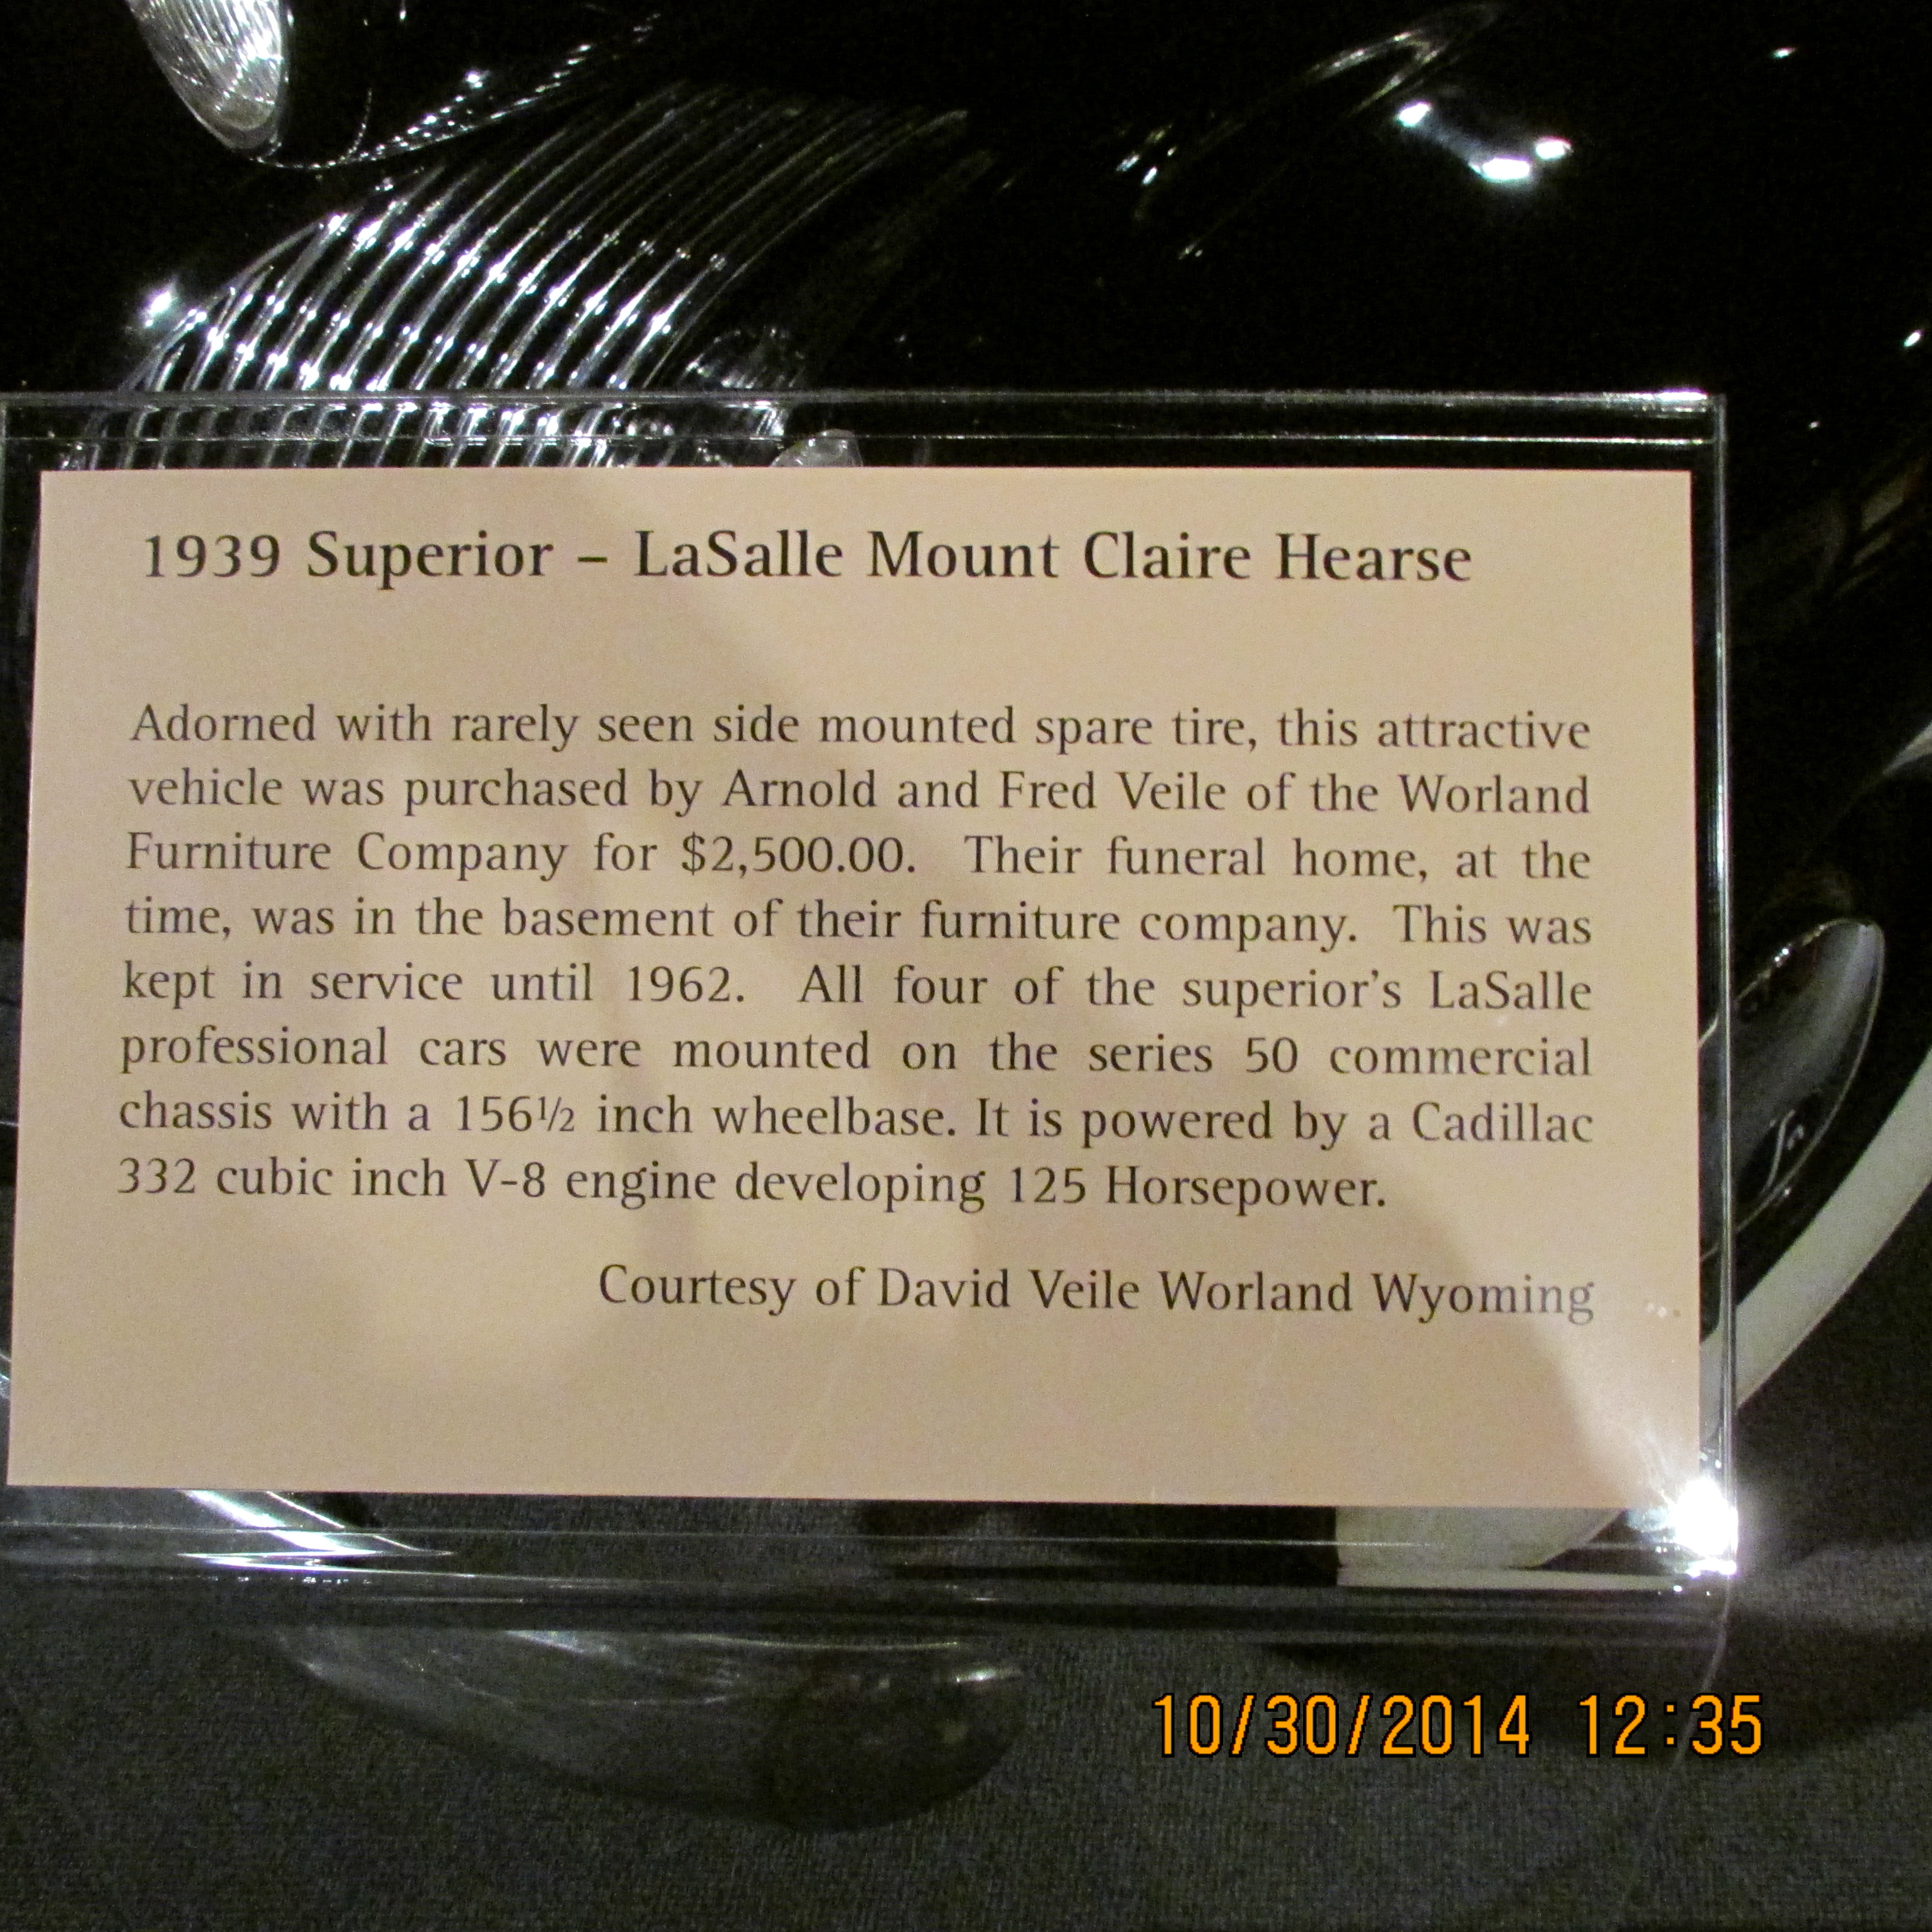 1939 Superior – LaSalle Mount Claire Hearse
Adorned with rarely seen side mounted spare tire, this attractive
vehicle was purchased by Arnold and Fred Veile of the Worland
Furniture Company for $2,500.00. Their funeral home, at the
time, was in the basement of their furniture company. This was
kept in service until 1962. All four of the superior's LaSalle
professional cars were mounted on the series 50 commercial
chassis with a 156½ inch wheelbase. It is powered by a Cadillac
332 cubic inch V-8 engine developing 125 Horsepower.
Courtesy of David Veile Worland Wyoming
10/30/2014 12:35